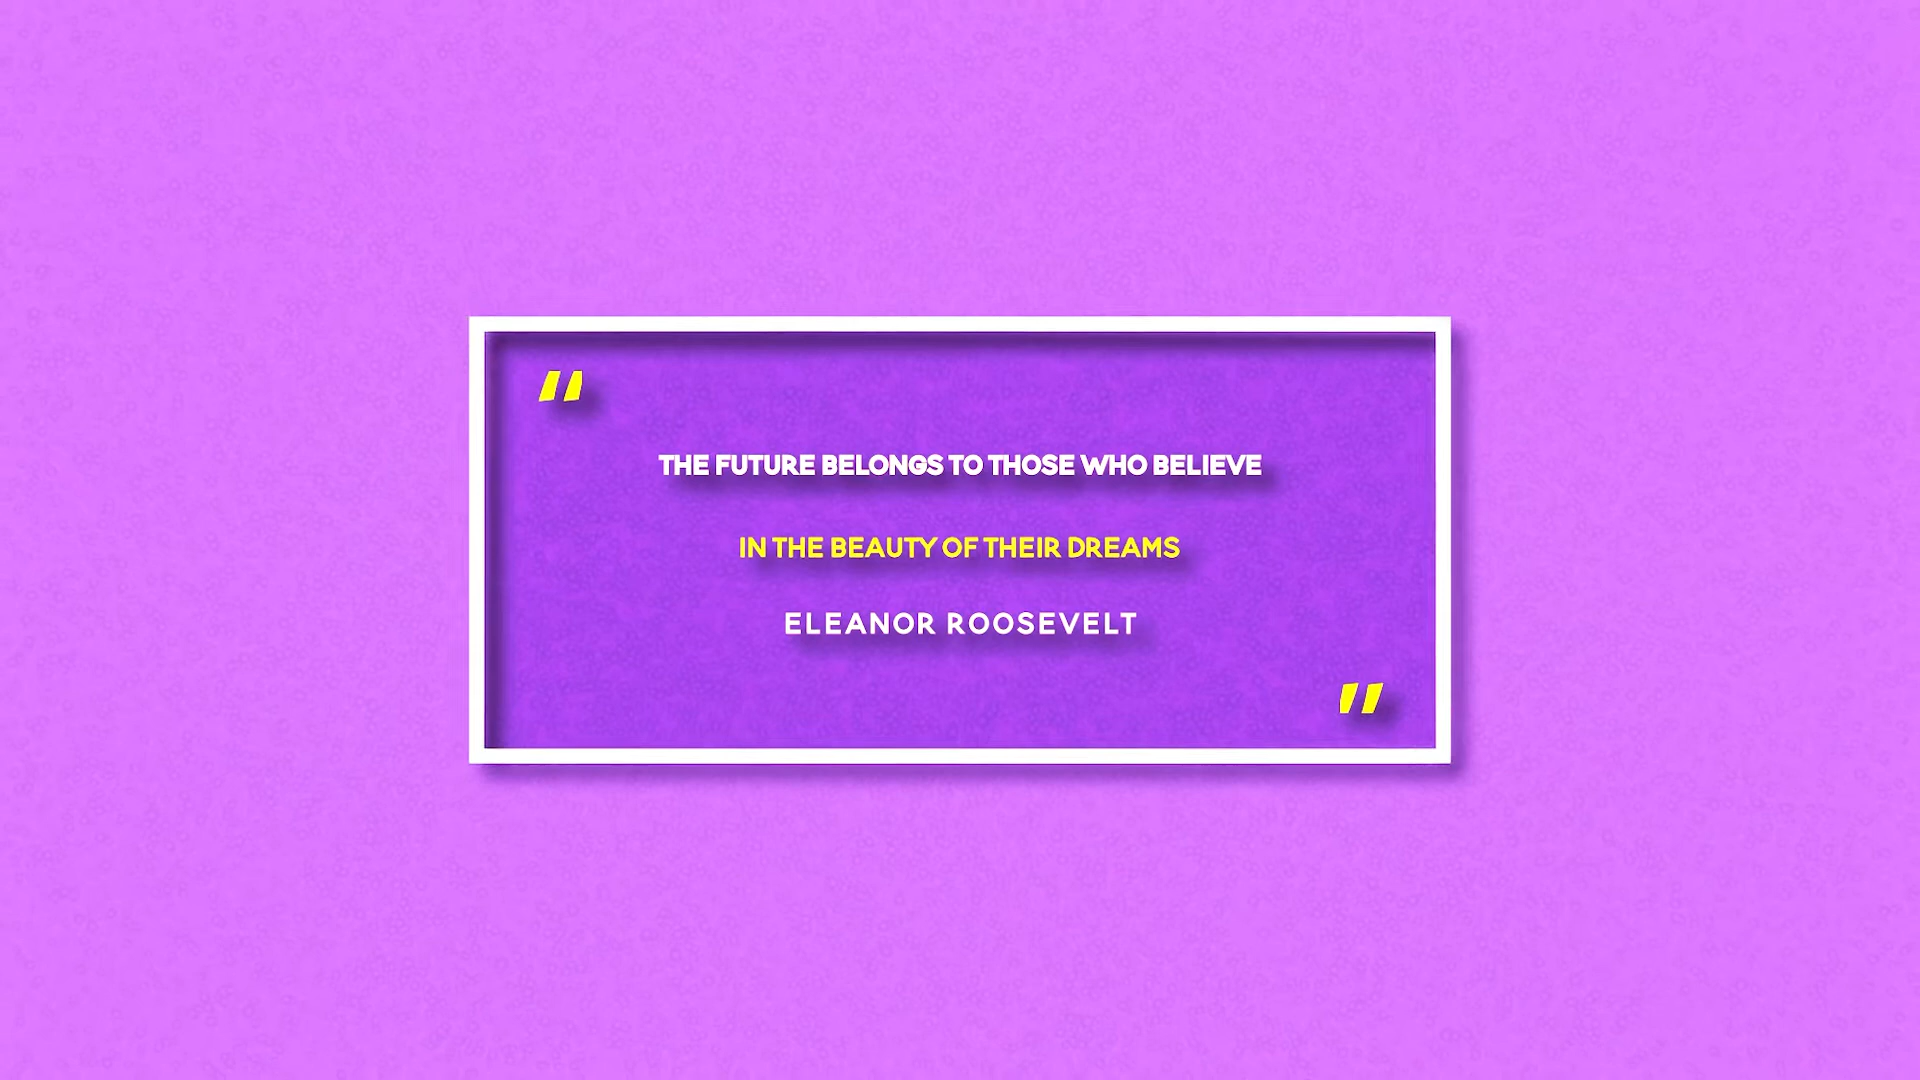 "
THE FUTURE BELONGS TO THOSE WHO BELIEVE
IN THE BEAUTY OF THEIR DREAMS
ELEANOR ROOSEVELT
"